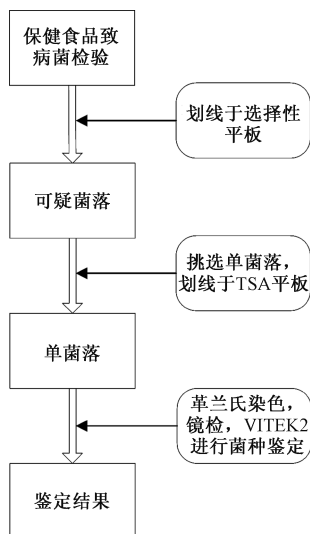 保健食品致
病菌检验
划线于选择性
平板
可疑菌落
挑选单菌落,
划线于TSA平板
单菌落
革兰氏染色,
镜检, VITEK2
进行菌种鉴定
鉴定结果